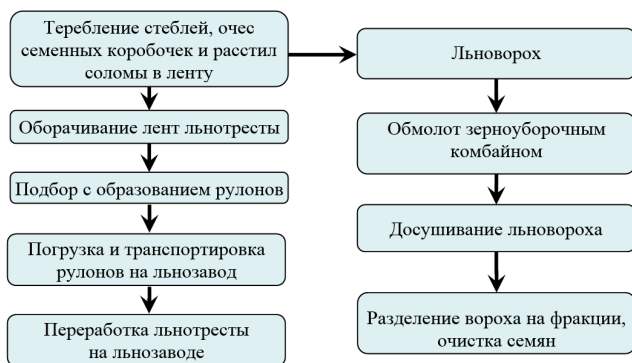 Теребление стеблей, очес
семенных коробочек и расстил
соломы в ленту
Оборачивание лент льнотресты
Подбор с образованием рулонов
Погрузка и транспортировка
рулонов на льнозавод
Переработка льнотресты
на льнозаводе
Льноворох
Обмолот зерноуборочным
комбайном
Досушивание льновороха
Разделение вороха на фракции,
очистка семян